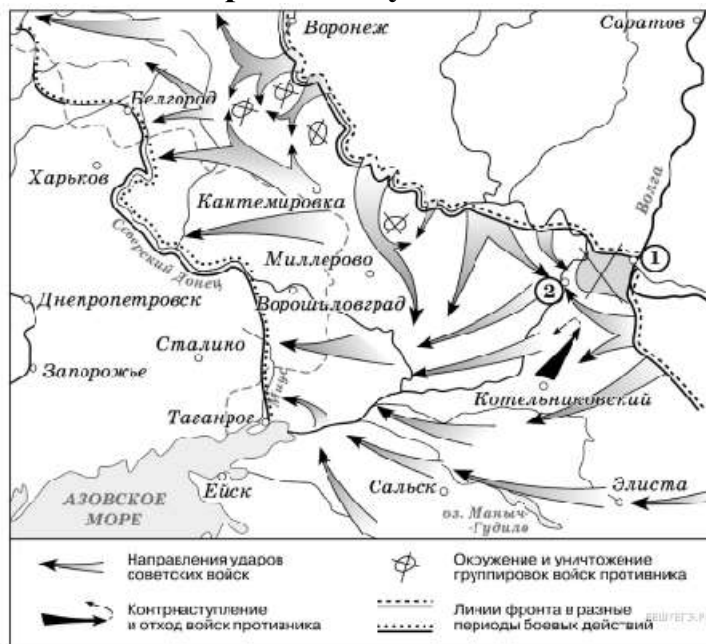 Воронеж
Саратов
Белгород
Харьков
Волга
Кантемировка
Северский Донец
Миллерово
1
2
Днепропетровск
Ворошиловград
Сталино
Запорожье
Миус
Котельниковский
Таганрог
Ейск
Сальск
Элиста
АЗОВСКОЕ
МОРЕ
оз. Маныч-
Гудило
Направления ударов
советских войск
Окружение и уничтожение
группировок войск противника
Контрнаступление
и отход войск противника
Линии фронта в разные
периоды боевых действий